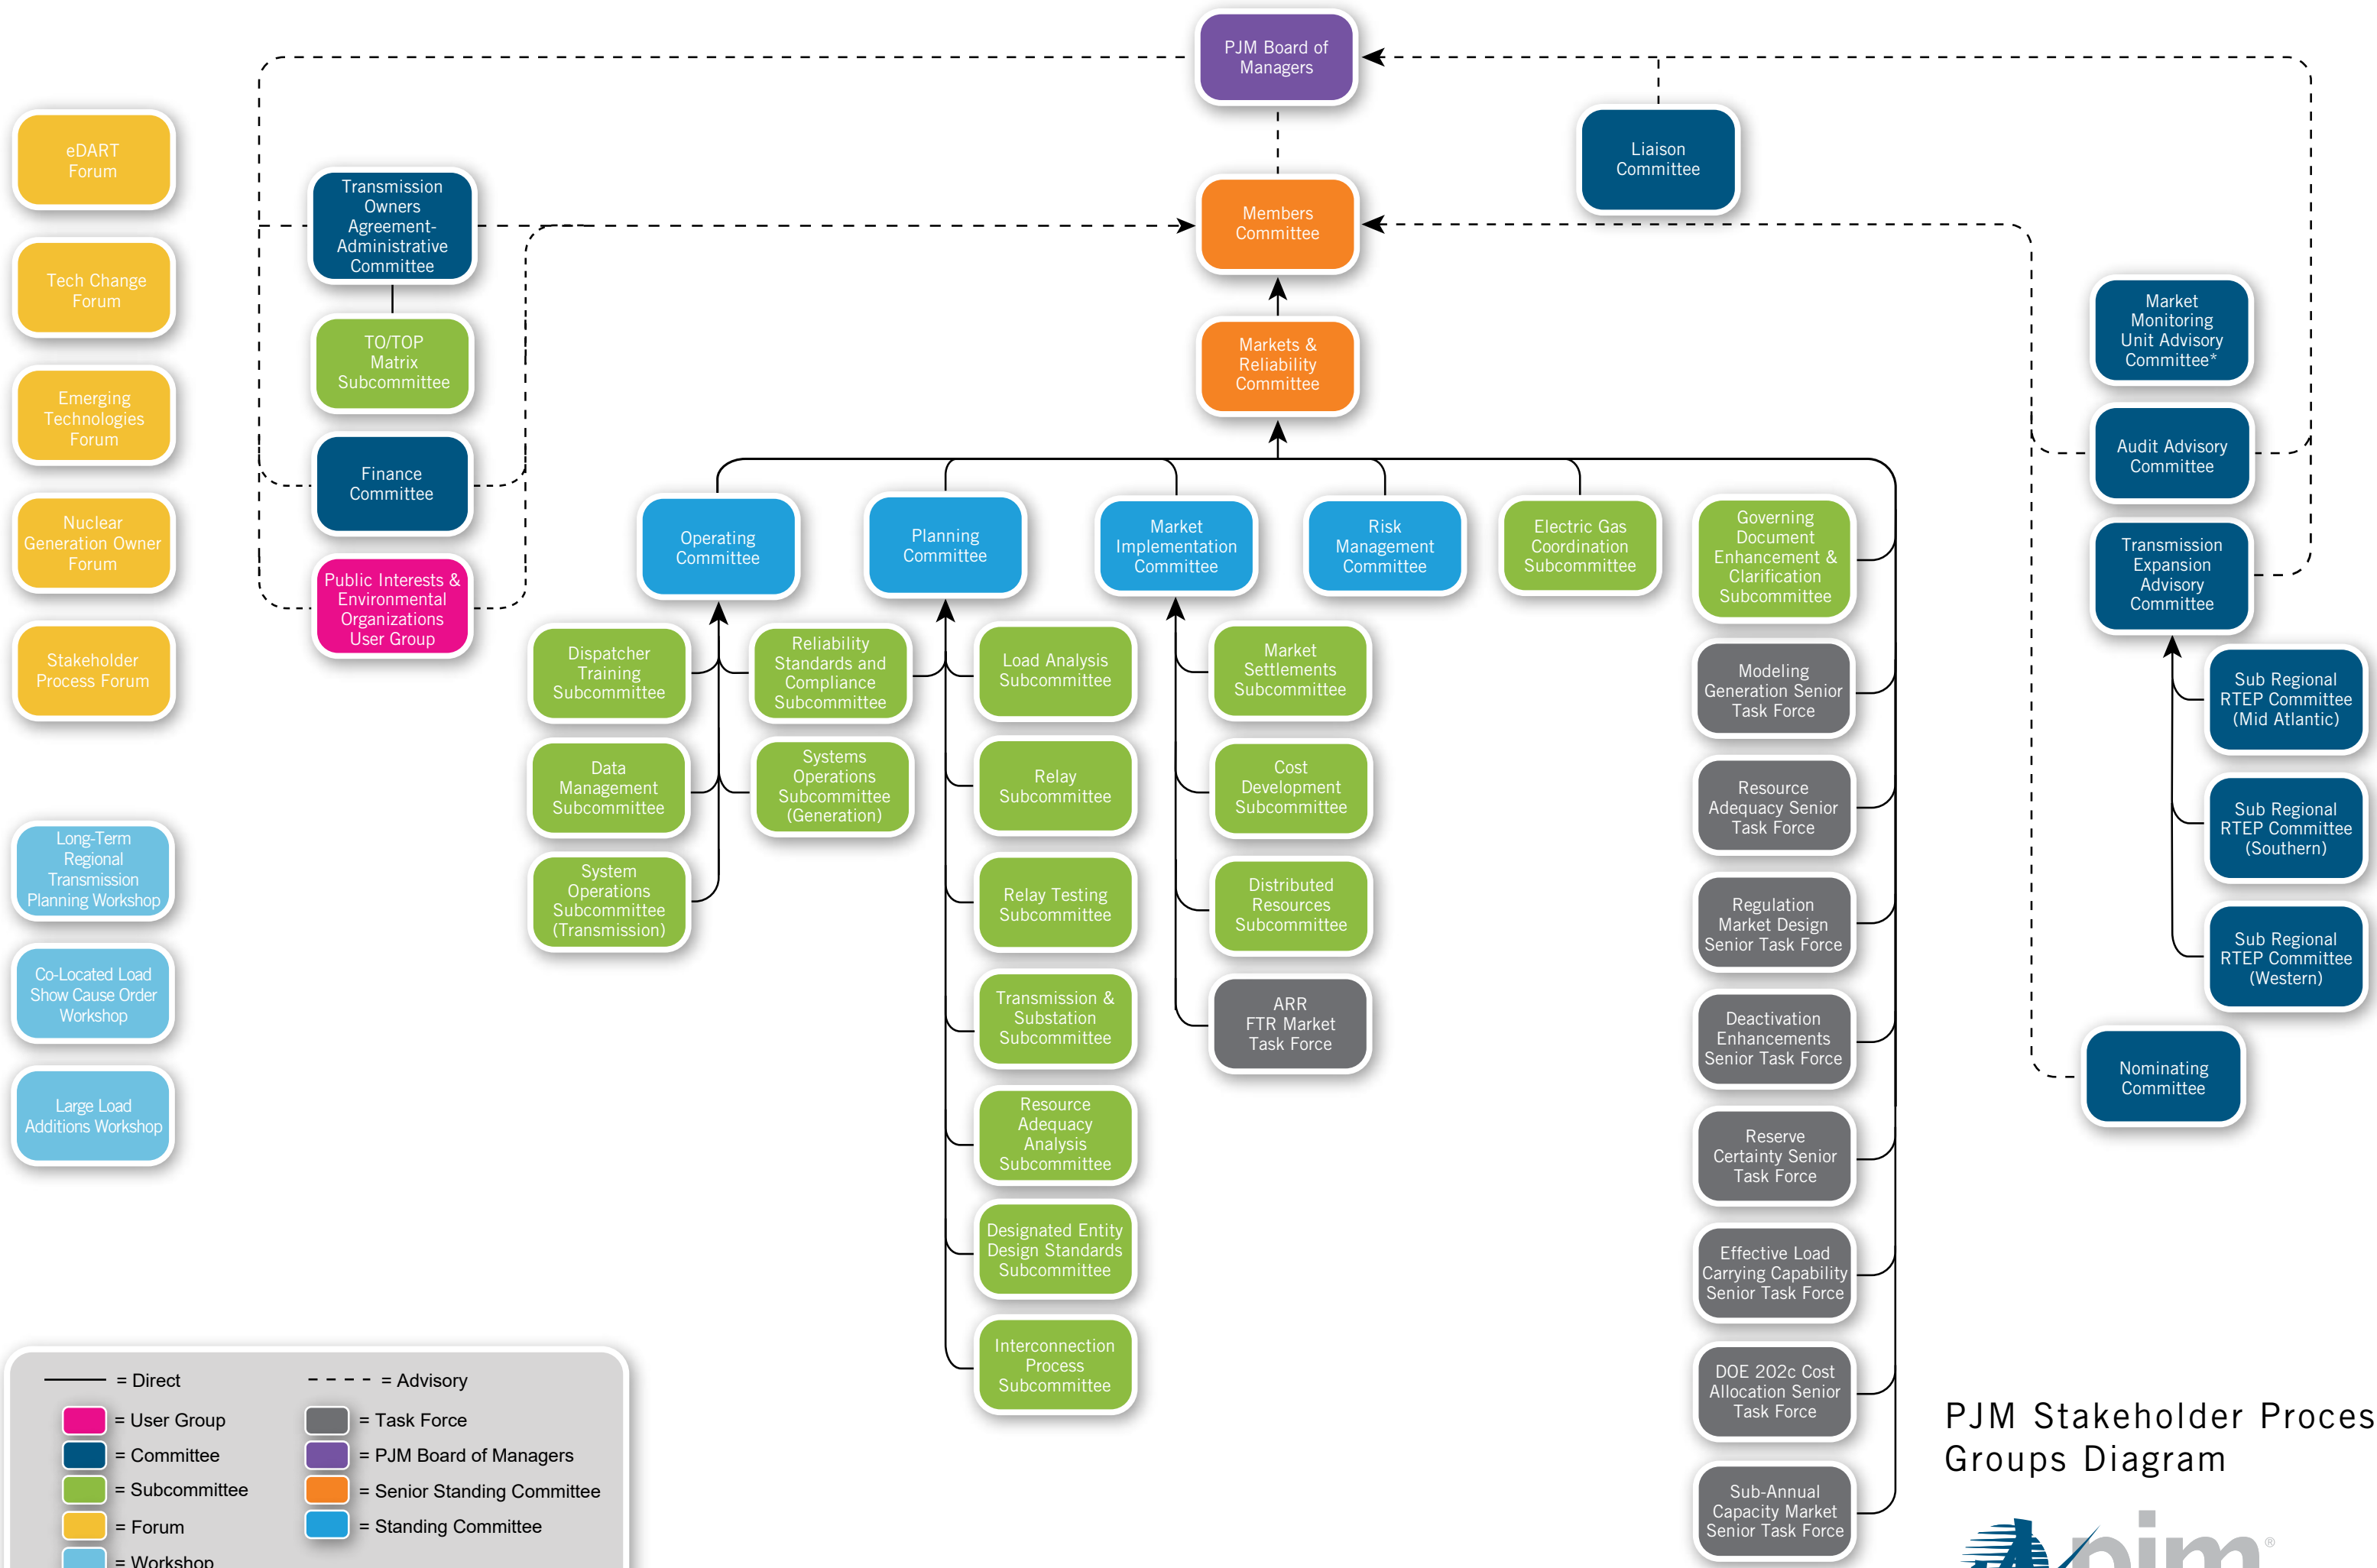 PJM Board of
Managers
Liaison
Committee
Members
Committee
Markets &
Reliability
Committee
eDART
Forum
Tech Change
Forum
Emerging
Technologies
Forum
Nuclear
Generation Owner
Forum
Stakeholder
Process Forum
Long-Term
Regional
Transmission
Planning Workshop
Co-Located Load
Show Cause Order
Workshop
Large Load
Additions Workshop
Transmission
Owners
Agreement-
Administrative
Committee
TO/TOP
Matrix
Subcommittee
Finance
Committee
Public Interests &
Environmental
Organizations
User Group
Operating
Committee
Planning
Committee
Market
Implementation
Committee
Risk
Management
Committee
Electric Gas
Coordination
Subcommittee
Dispatcher
Training
Subcommittee
Data
Management
Subcommittee
System
Operations
Subcommittee
(Transmission)
Reliability
Standards and
Compliance
Subcommittee
Systems
Operations
Subcommittee
(Generation)
Load Analysis
Subcommittee
Relay
Subcommittee
Relay Testing
Subcommittee
Transmission &
Substation
Subcommittee
Resource
Adequacy
Analysis
Subcommittee
Designated Entity
Design Standards
Subcommittee
Interconnection
Process
Subcommittee
Market
Settlements
Subcommittee
Cost
Development
Subcommittee
Distributed
Resources
Subcommittee
ARR
FTR Market
Task Force
Governing
Document
Enhancement &
Clarification
Subcommittee
Modeling
Generation Senior
Task Force
Resource
Adequacy Senior
Task Force
Regulation
Market Design
Senior Task Force
Deactivation
Enhancements
Senior Task Force
Reserve
Certainty Senior
Task Force
Effective Load
Carrying Capability
Senior Task Force
DOE 202c Cost
Allocation Senior
Task Force
Sub-Annual
Capacity Market
Senior Task Force
Market
Monitoring
Unit Advisory
Committee*
Audit Advisory
Committee
Transmission
Expansion
Advisory
Committee
Sub Regional
RTEP Committee
(Mid Atlantic)
Sub Regional
RTEP Committee
(Southern)
Sub Regional
RTEP Committee
(Western)
Nominating
Committee
= Direct
= Advisory
= User Group
= Committee
= Subcommittee
= Forum
= Workshop
= Task Force
= PJM Board of Managers
= Senior Standing Committee
= Standing Committee
PJM Stakeholder Proces
Groups Diagram
pjm®